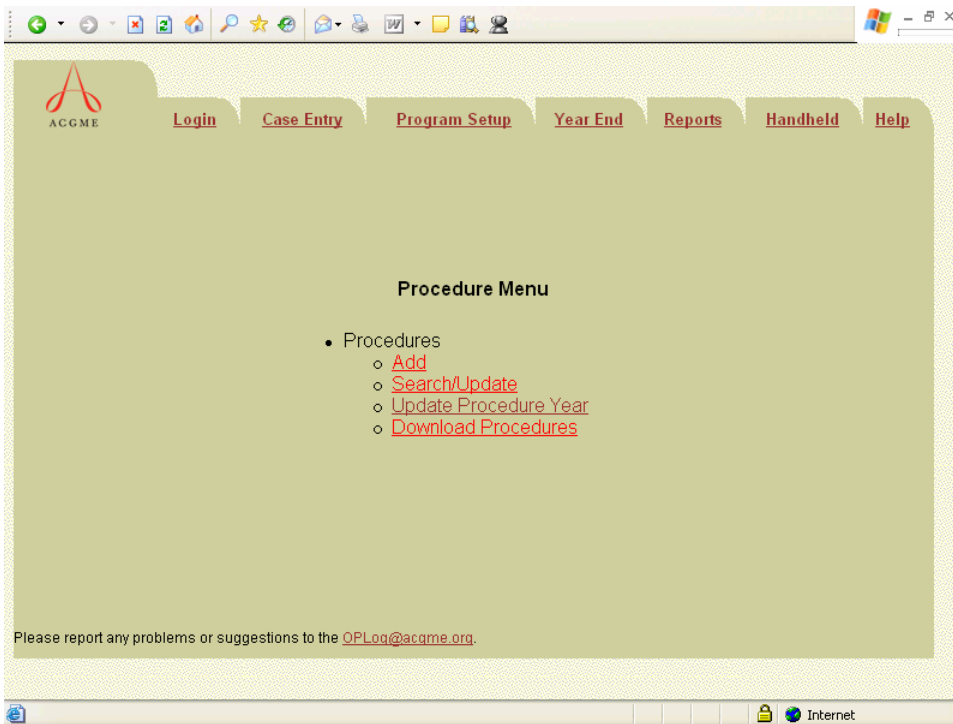 ACGME
Login Case Entry Program Setup Year End Reports Handheld Help
Procedure Menu
Procedures
Add
Search/Update
Update Procedure Year
Download Procedures
Please report any problems or suggestions to the OPLog@acgme.org.
Internet